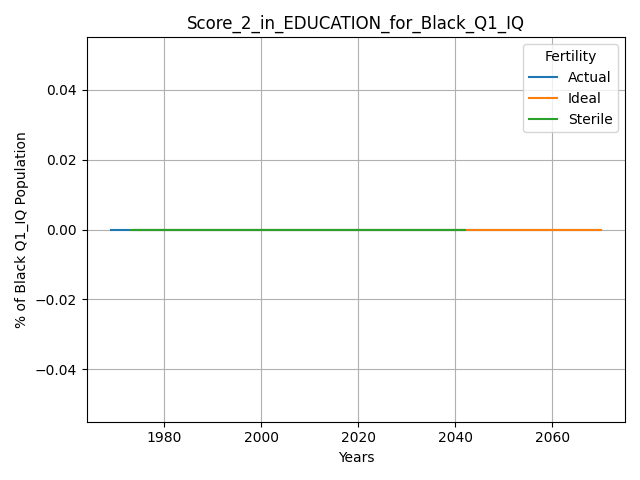 Score_2_in_EDUCATION_for_Black_Q1_IQ
Fertility
Actual
Ideal
Sterile
0.04
0.02
0.00
−0.02
−0.04
% of Black Q1_IQ Population
1980 2000 2020 2040 2060
Years